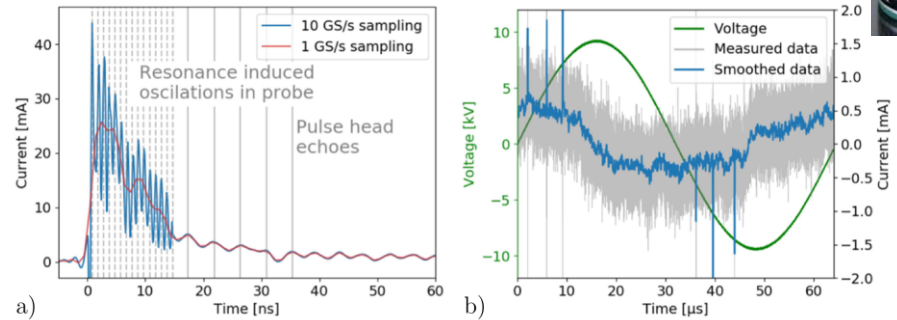 10 GS/s sampling
1 GS/s sampling
Resonance induced
oscilations in probe
Pulse head
echoes
Current [mA]
40
30
20
10
0
0
10
20
30
40
50
60
Time [ns]
a)
Voltage
Measured data
Smoothed data
Voltage [kV]
10
5
0
−5
−10
2.0
1.5
1.0
0.5
0.0
−0.5
−1.0
−1.5
−2.0
Current [mA]
0
10
20
30
40
50
60
Time [μs]
b)